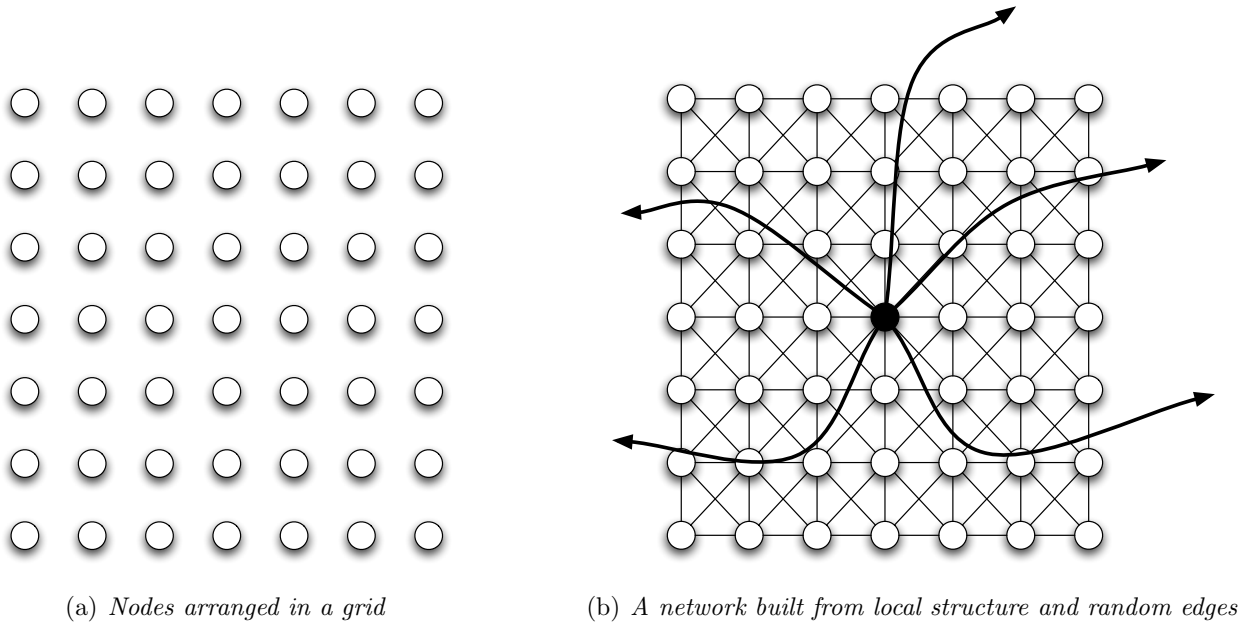 (a) Nodes arranged in a grid
(b) A network built from local structure and random edges